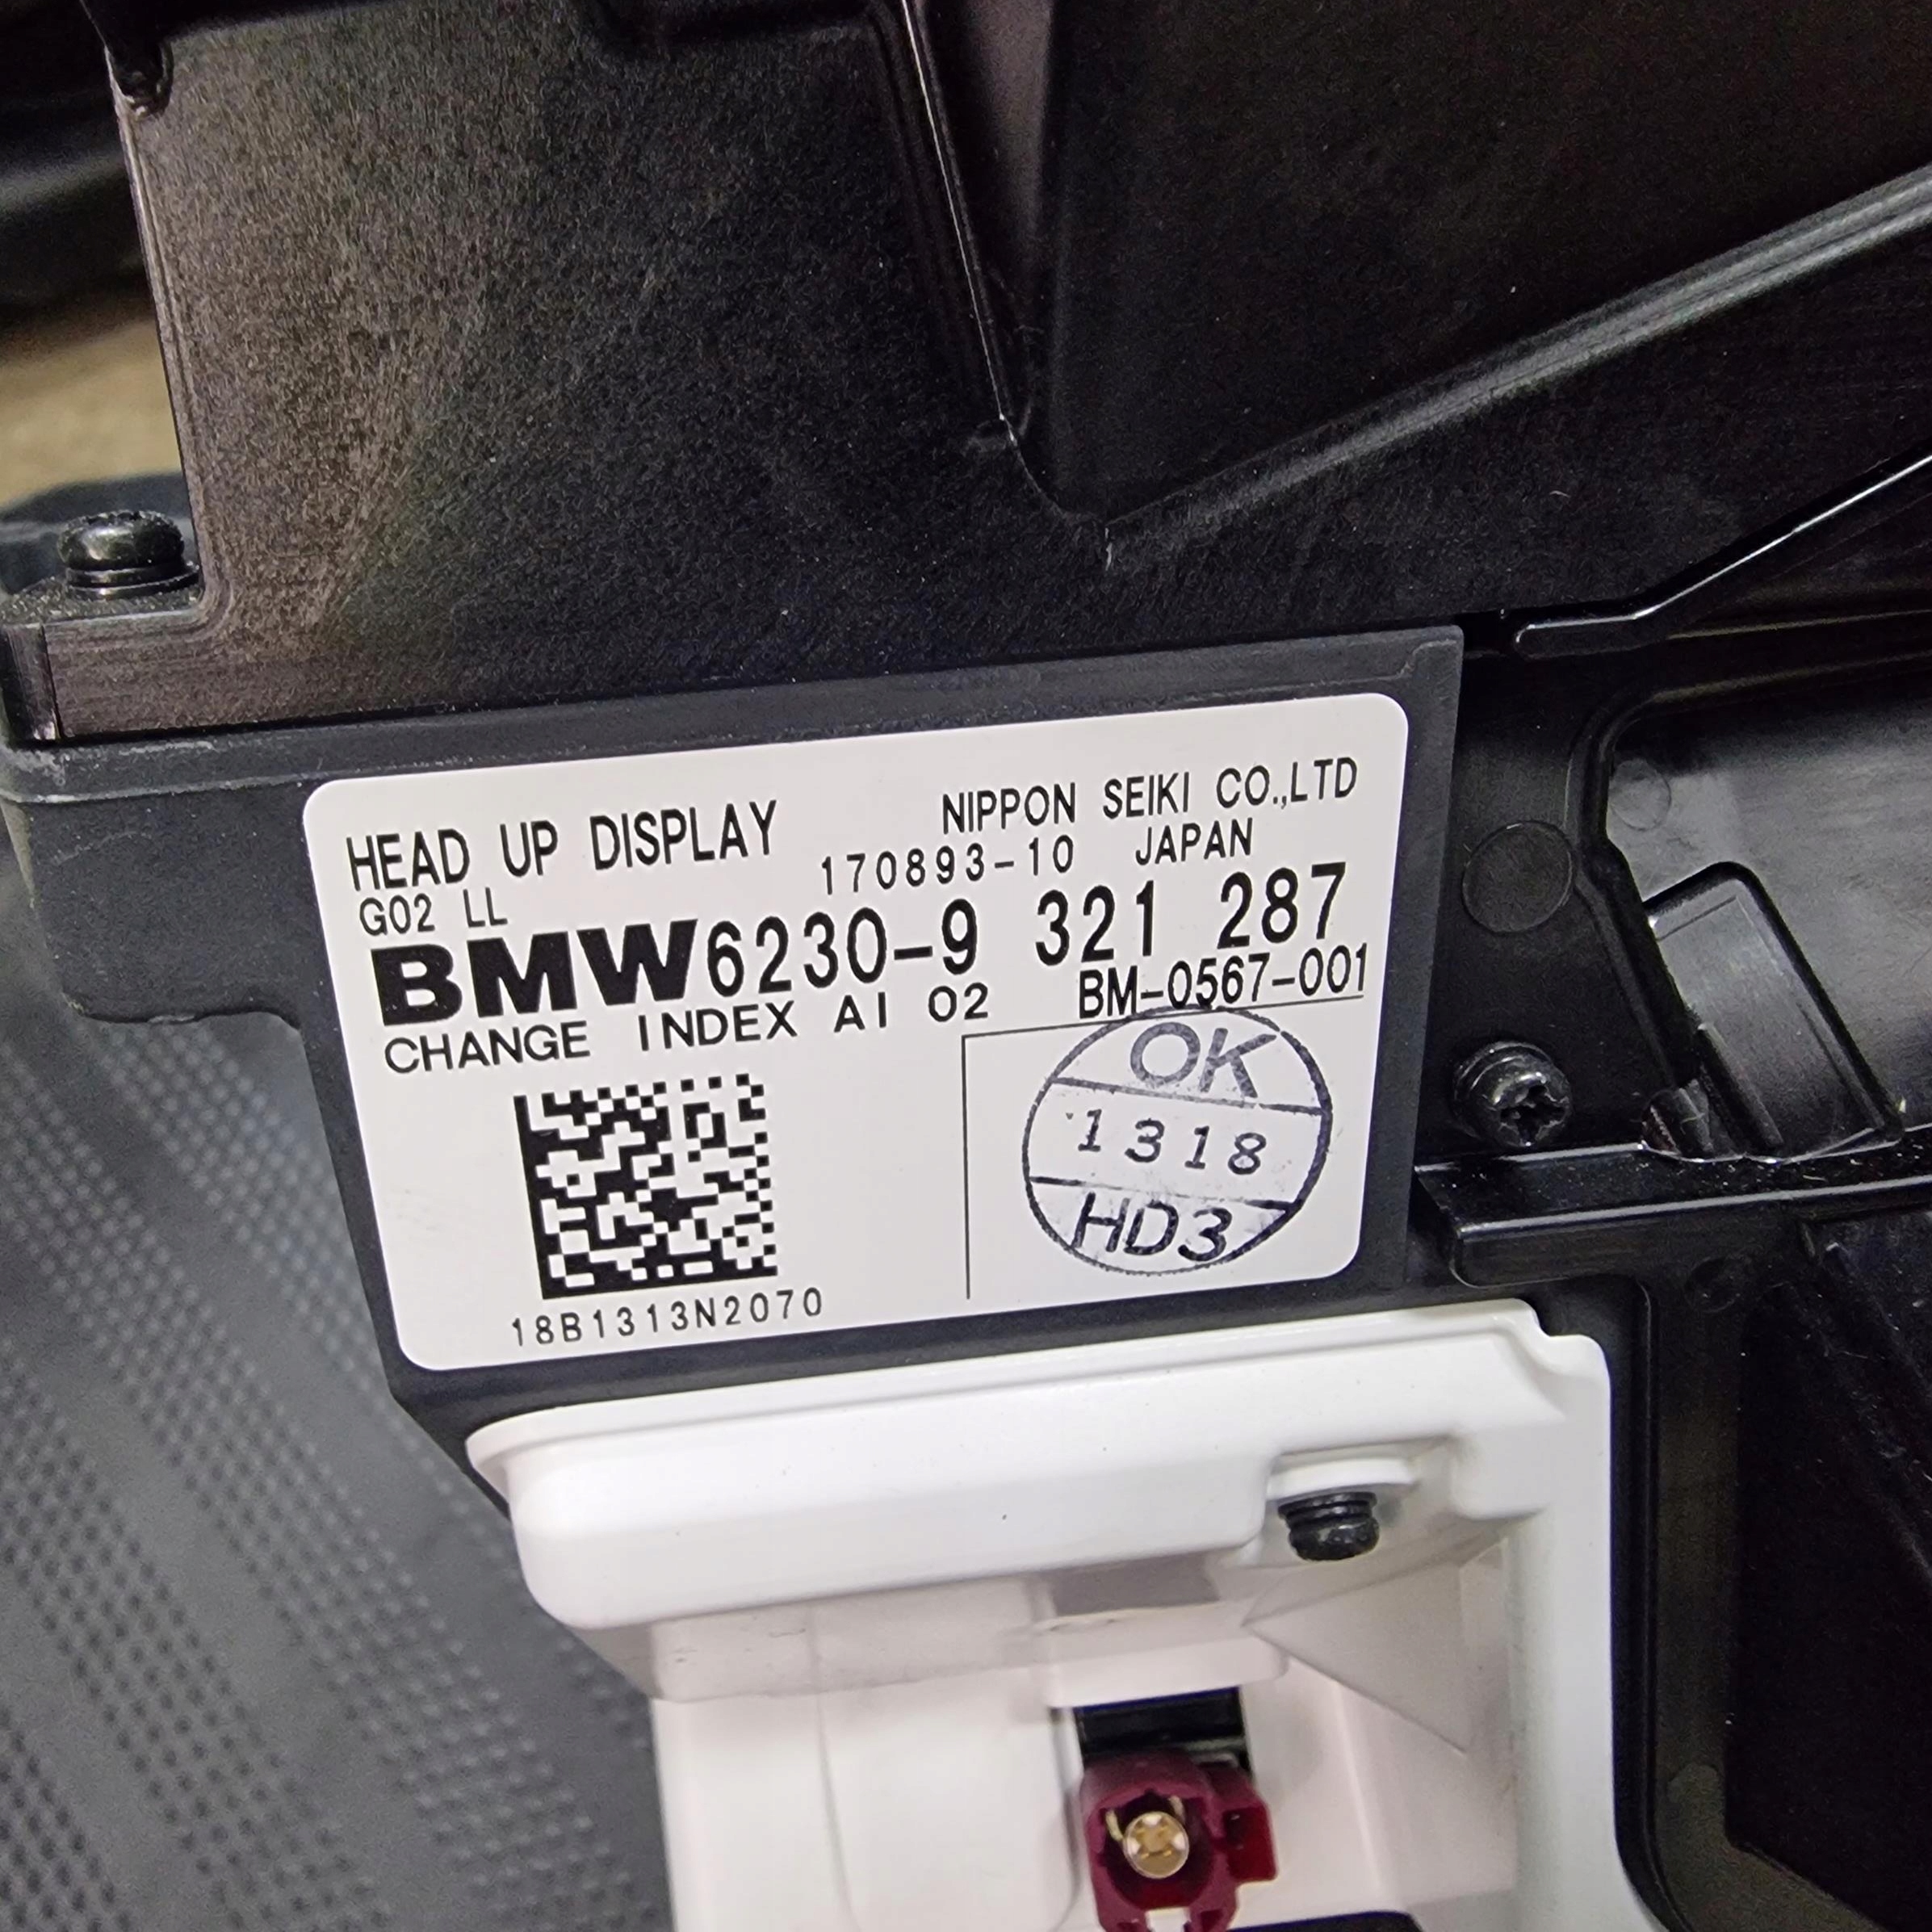 HEAD UP DISPLAY
NIPPON SEIKI CO.,LTD
G02 LL
170893-10 JAPAN
BMW6230-9 321 287
CHANGE INDEX AI 02
BM-0567-001
OK
1318
HD3
18B1313N2070